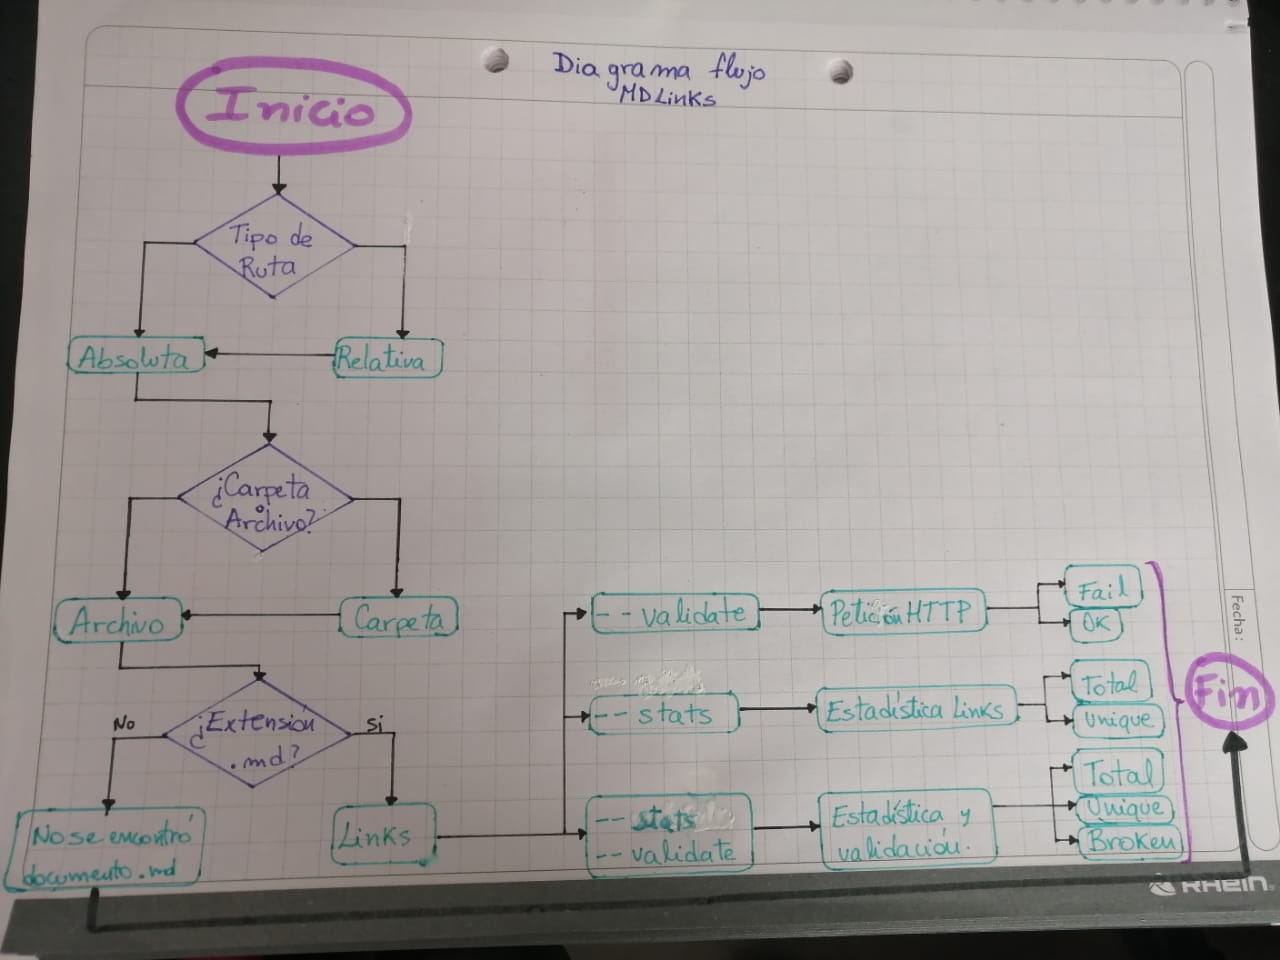 Diagrama flujo
MDLinks
Inicio
Tipo de
Ruta
Absoluta
Relativa
¿Carpeta
o
Archivo?
Archivo
Carpeta
¿Extensión
.md?
No
Si
No se encontró
documento.md
Links
-- validate
Petición HTTP
Fail
OK
-- stats
Estadística Links
Total
Unique
-- stats
-- validate
Estadística y
validación.
Total
Unique
Broken
Fin
Fecha:
RHEIN